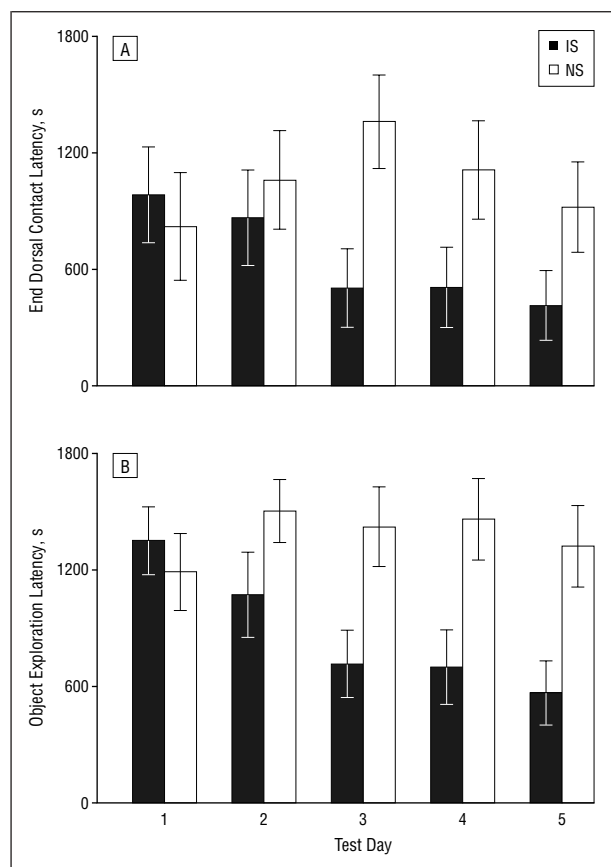 A
IS
NS
End Dorsal Contact Latency, s
1800
1200
600
0
B
Object Exploration Latency, s
1800
1200
600
0
1 2 3 4 5
Test Day